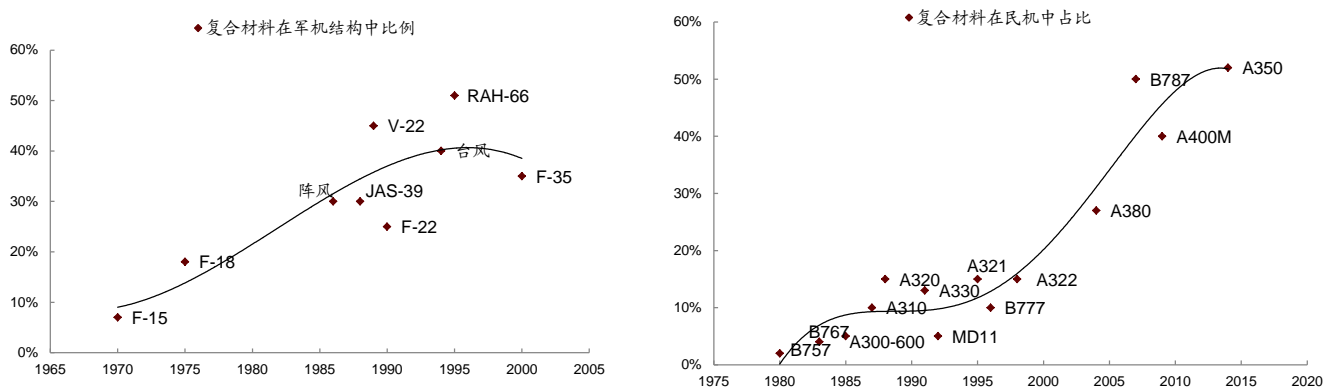 复合材料在军机结构中比例
60%
50%
40%
30%
20%
10%
0%
RAH-66
V-22
台风
F-35
阵风
JAS-39
F-22
F-18
F-15
1965
1970
1975
1980
1985
1990
1995
2000
2005
复合材料在民机中占比
60%
50%
40%
30%
20%
10%
0%
A350
B787
A400M
A380
A321
A320
A330
A322
A310
B777
B767
A300-600
MD11
B757
1975
1980
1985
1990
1995
2000
2005
2010
2015
2020